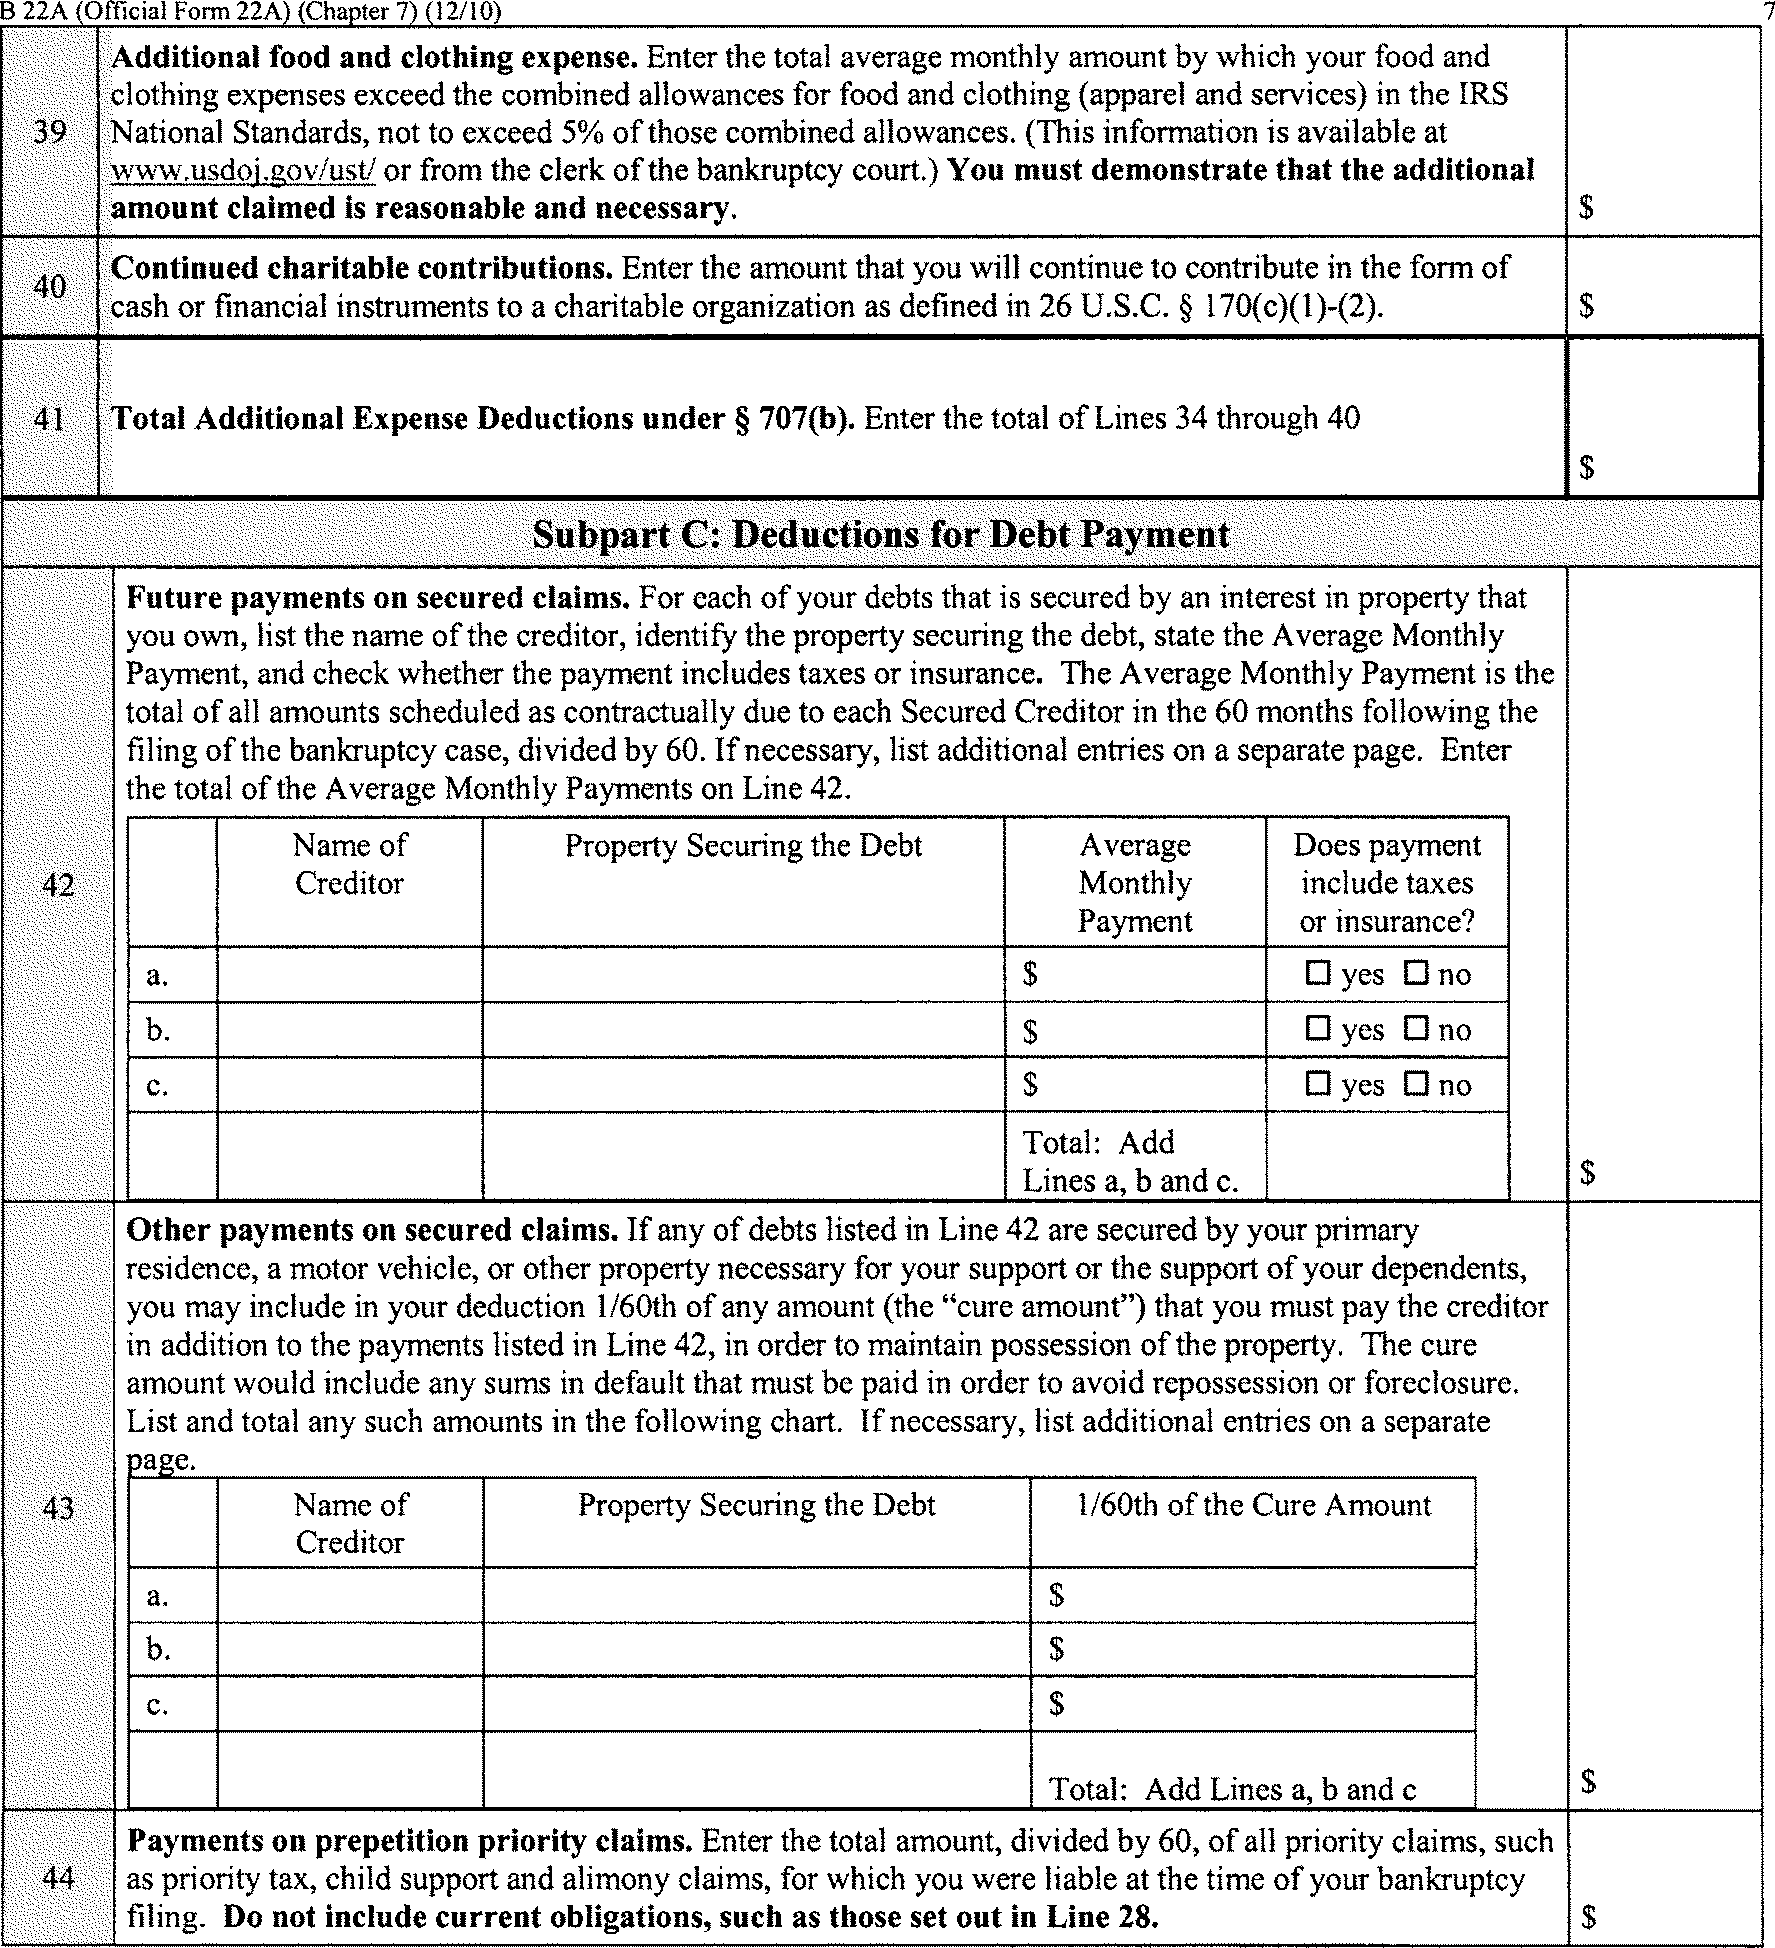 B 22A (Official Form 22A) (Chapter 7) (12/10) 7
Additional food and clothing expense. Enter the total average monthly amount by which your food and
clothing expenses exceed the combined allowances for food and clothing (apparel and services) in the IRS
39 National Standards, not to exceed 5% of those combined allowances. (This information is available at
www.usdoj.gov/ust/ or from the clerk of the bankruptcy court.) You must demonstrate that the additional
amount claimed is reasonable and necessary. $
40 Continued charitable contributions. Enter the amount that you will continue to contribute in the form of
cash or financial instruments to a charitable organization as defined in 26 U.S.C. § 170(c)(1)-(2). $
41 Total Additional Expense Deductions under § 707(b). Enter the total of Lines 34 through 40
$
Subpart C: Deductions for Debt Payment
Future payments on secured claims. For each of your debts that is secured by an interest in property that
you own, list the name of the creditor, identify the property securing the debt, state the Average Monthly
Payment, and check whether the payment includes taxes or insurance. The Average Monthly Payment is the
total of all amounts scheduled as contractually due to each Secured Creditor in the 60 months following the
filing of the bankruptcy case, divided by 60. If necessary, list additional entries on a separate page. Enter
the total of the Average Monthly Payments on Line 42.
Name of Property Securing the Debt Average Does payment
42 Creditor Monthly include taxes
Payment or insurance?
a. $ ☐ yes ☐ no
b. $ ☐ yes ☐ no
c. $ ☐ yes ☐ no
Total: Add
Lines a, b and c. $
Other payments on secured claims. If any of debts listed in Line 42 are secured by your primary
residence, a motor vehicle, or other property necessary for your support or the support of your dependents,
you may include in your deduction 1/60th of any amount (the “cure amount”) that you must pay the creditor
in addition to the payments listed in Line 42, in order to maintain possession of the property. The cure
amount would include any sums in default that must be paid in order to avoid repossession or foreclosure.
List and total any such amounts in the following chart. If necessary, list additional entries on a separate
page.
43 Name of Property Securing the Debt 1/60th of the Cure Amount
Creditor
a. $
b. $
c. $
Total: Add Lines a, b and c $
Payments on prepetition priority claims. Enter the total amount, divided by 60, of all priority claims, such
44 as priority tax, child support and alimony claims, for which you were liable at the time of your bankruptcy
filing. Do not include current obligations, such as those set out in Line 28. $